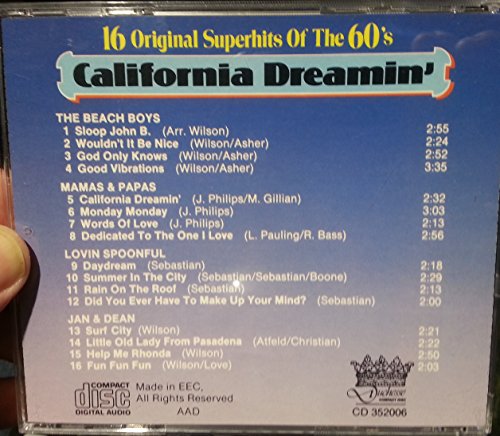 16 Original Superhits Of The 60's
California Dreamin'
THE BEACH BOYS
1 Sloop John B. (Arr. Wilson) 2:55
2 Wouldn't It Be Nice (Wilson/Asher) 2:24
3 God Only Knows (Wilson/Asher) 2:52
4 Good Vibrations (Wilson/Asher) 3:35
MAMAS & PAPAS
5 California Dreamin' (J. Philips/M. Gillian) 2:32
6 Monday Monday (J. Philips) 3:03
7 Words Of Love (J. Philips) 2:13
8 Dedicated To The One I Love (L. Pauling/R. Bass) 2:56
LOVIN SPOONFUL
9 Daydream (Sebastian) 2:18
10 Summer In The City (Sebastian/Sebastian/Boone) 2:29
11 Rain On The Roof (Sebastian) 2:13
12 Did You Ever Have To Make Up Your Mind? (Sebastian) 2:00
JAN & DEAN
13 Surf City (Wilson) 2:21
14 Little Old Lady From Pasadena (Atfeld/Christian) 2:22
15 Help Me Rhonda (Wilson) 2:50
16 Fun Fun Fun (Wilson/Love) 2:03
COMPACT
disc
DIGITAL AUDIO
Made in EEC,
All Rights Reserved
AAD
Duchesse
COMPACT DISC
CD 352006